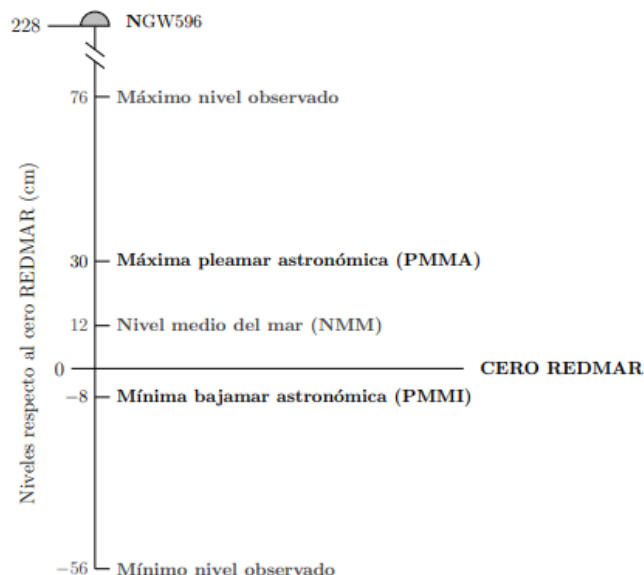 228 NGW596
76 Máximo nivel observado
30 Máxima pleamar astronómica (PMMA)
12 Nivel medio del mar (NMM)
0 CERO REDMAR
−8 Mínima bajamar astronómica (PMMI)
−56 Mínimo nivel observado
Niveles respecto al cero REDMAR (cm)